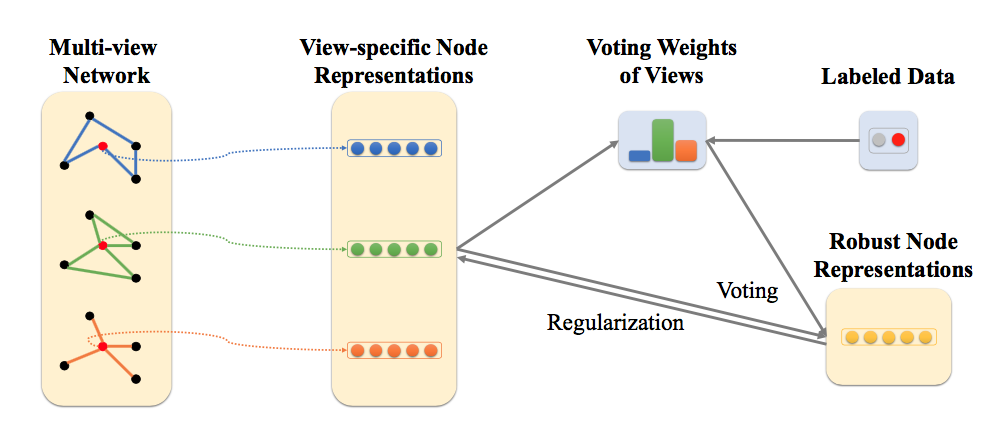 Multi-view
Network
View-specific Node
Representations
Voting Weights
of Views
Labeled Data
Robust Node
Representations
Voting
Regularization